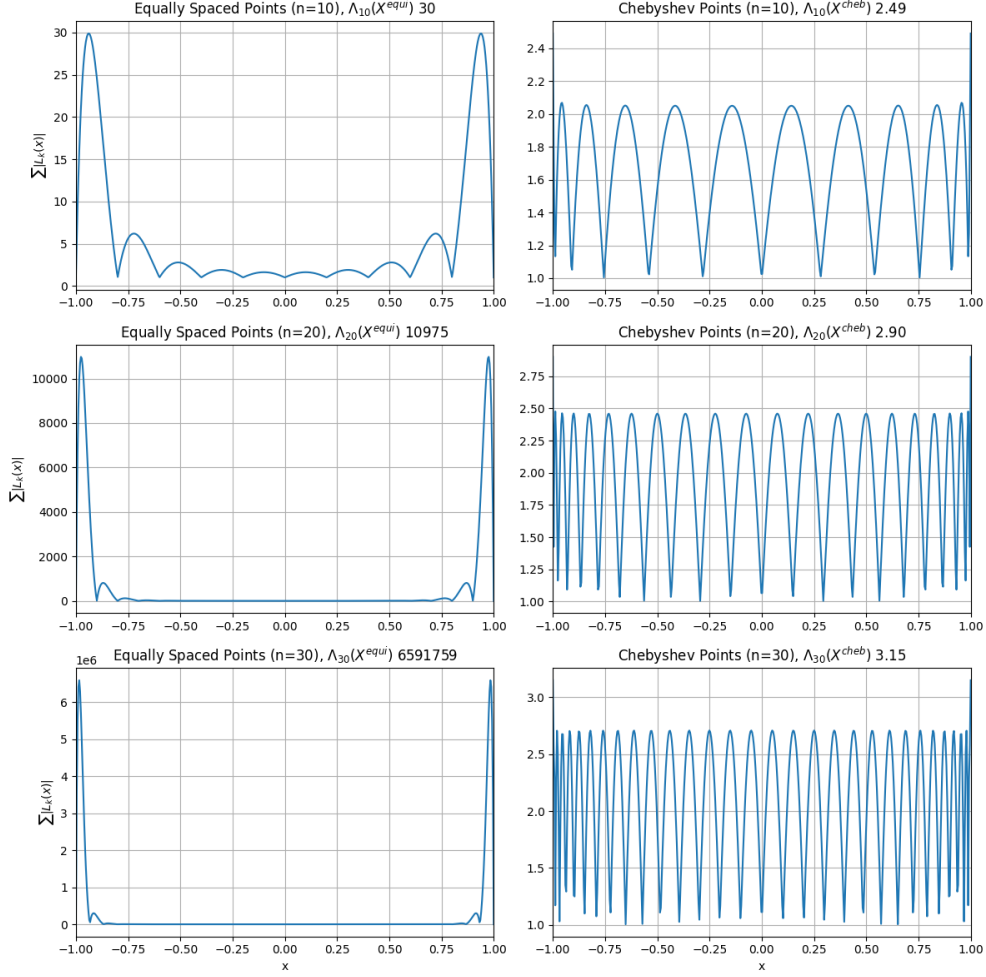 Equally Spaced Points (n=10), Λ₁₀(X^equi) 30
30
25
20
15
10
5
0
∑|Lₖ(x)|
−1.00 −0.75 −0.50 −0.25 0.00 0.25 0.50 0.75 1.00
Chebyshev Points (n=10), Λ₁₀(X^cheb) 2.49
2.4
2.2
2.0
1.8
1.6
1.4
1.2
1.0
−1.00 −0.75 −0.50 −0.25 0.00 0.25 0.50 0.75 1.00
Equally Spaced Points (n=20), Λ₂₀(X^equi) 10975
10000
8000
6000
4000
2000
0
∑|Lₖ(x)|
−1.00 −0.75 −0.50 −0.25 0.00 0.25 0.50 0.75 1.00
Chebyshev Points (n=20), Λ₂₀(X^cheb) 2.90
2.75
2.50
2.25
2.00
1.75
1.50
1.25
1.00
−1.00 −0.75 −0.50 −0.25 0.00 0.25 0.50 0.75 1.00
Equally Spaced Points (n=30), Λ₃₀(X^equi) 6591759
1e6
6
5
4
3
2
1
0
∑|Lₖ(x)|
−1.00 −0.75 −0.50 −0.25 0.00 0.25 0.50 0.75 1.00
x
Chebyshev Points (n=30), Λ₃₀(X^cheb) 3.15
3.0
2.5
2.0
1.5
1.0
−1.00 −0.75 −0.50 −0.25 0.00 0.25 0.50 0.75 1.00
x